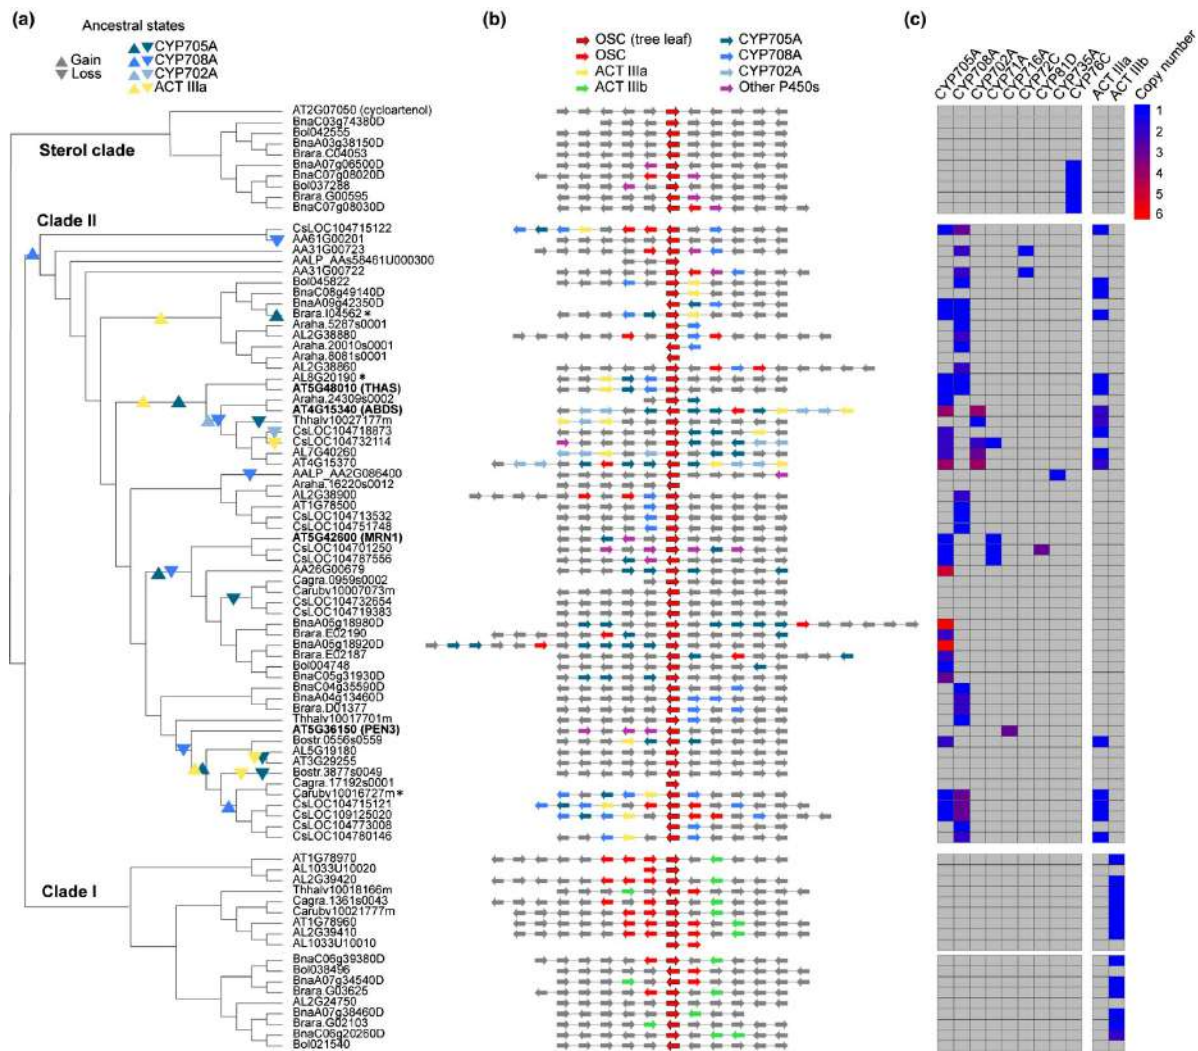 (a)
Ancestral states
Gain
Loss
CYP705A
CYP708A
CYP702A
ACT IIIa
(b)
OSC (tree leaf)
OSC
ACT IIIa
ACT IIIb
CYP705A
CYP708A
CYP702A
Other P450s
(c)
CYP705A
CYP708A
CYP702A
CYP716A
CYP72C
CYP81D
CYP735A
CYP76C
ACT IIIa
ACT IIIb
Copy number
1
2
3
4
5
6
Sterol clade
AT2G07050 (cycloartenol)
BnaC03g74380D
Bol042555
BnaA03g38150D
Brara.C04053
BnaA07g06500D
BnaC07g08020D
Bol037288
Brara.G00595
BnaC07g08030D
Clade II
CsLOC104715122
AA61G00201
AA31G00723
AALP_AAs58461U000300
AA31G00722
Bol045822
BnaC08g49140D
BnaA09g42350D
Brara.I04562 *
Araha.5287s0001
AL2G38880
Araha.20010s0001
Araha.8081s0001
AL2G38860
AL8G20190 *
AT5G48010 (THAS)
Araha.24309s0002
AT4G15340 (ABDS)
Thhalv10027177m
CsLOC104718873
CsLOC104732114
AL7G40260
AT4G15370
AALP_AA2G086400
Araha.16220s0012
AL2G38900
AT1G78500
CsLOC104713532
CsLOC104751748
AT5G42600 (MRN1)
CsLOC104701250
CsLOC104787556
AA26G00679
Cagra.0959s0002
Carubv10007073m
CsLOC104732654
CsLOC104719383
BnaA05g18980D
Brara.E02190
BnaA05g18920D
Brara.E02187
Bol004748
BnaC05g31930D
BnaC04g35590D
BnaA04g13460D
Brara.D01377
Thhalv10017701m
AT5G36150 (PEN3)
Bostr.0556s0559
AL5G19180
AT3G29255
Bostr.3877s0049
Cagra.17192s0001
Carubv10016727m *
CsLOC104715121
CsLOC109125020
CsLOC104773008
CsLOC104780146
Clade I
AT1G78970
AL1033U10020
AL2G39420
Thhalv10018166m
Cagra.1361s0043
Carubv10021777m
AT1G78960
AL2G39410
AL1033U10010
BnaC06g39380D
Bol038496
BnaA07g34540D
Brara.G03625
AL2G24750
BnaA07g38460D
Brara.G02103
BnaC06g20260D
Bol021540